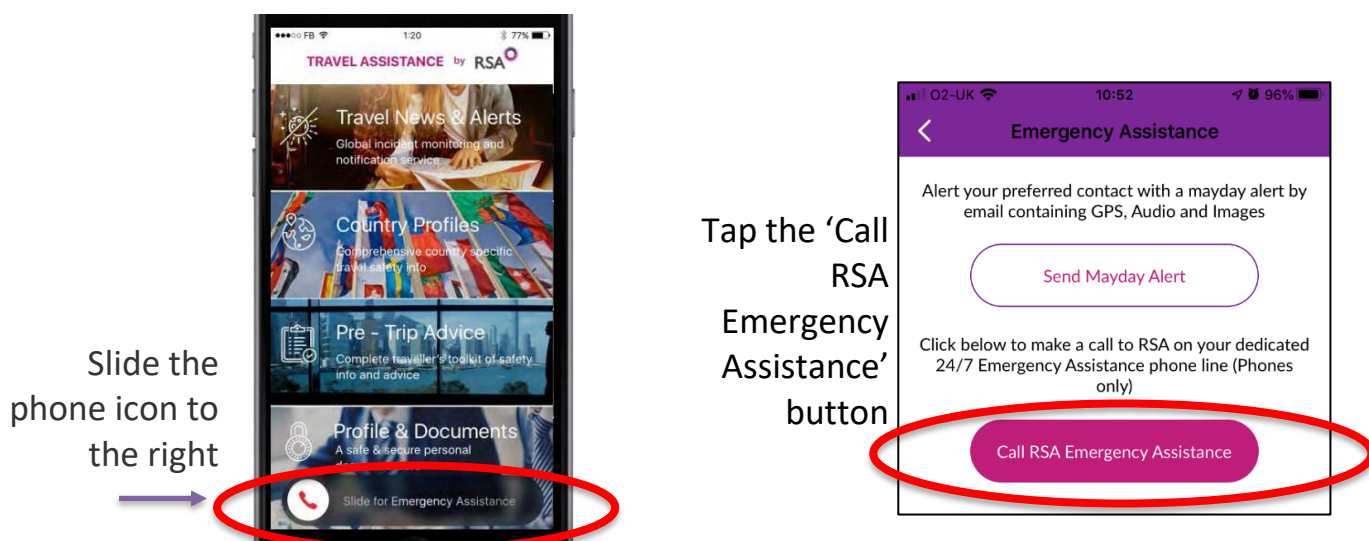 FB 1:20 77%
TRAVEL ASSISTANCE by RSA
Travel News & Alerts
Global incident monitoring and
notification service
Country Profiles
Comprehensive country specific
travel safety info
Pre - Trip Advice
Complete traveller's toolkit of safety
info and advice
Profile & Documents
A safe & secure personal
Slide for Emergency Assistance
Slide the
phone icon to
the right
Tap the ‘Call
RSA
Emergency
Assistance’
button
O2-UK 10:52 96%
Emergency Assistance
Alert your preferred contact with a mayday alert by
email containing GPS, Audio and Images
Send Mayday Alert
Click below to make a call to RSA on your dedicated
24/7 Emergency Assistance phone line (Phones
only)
Call RSA Emergency Assistance